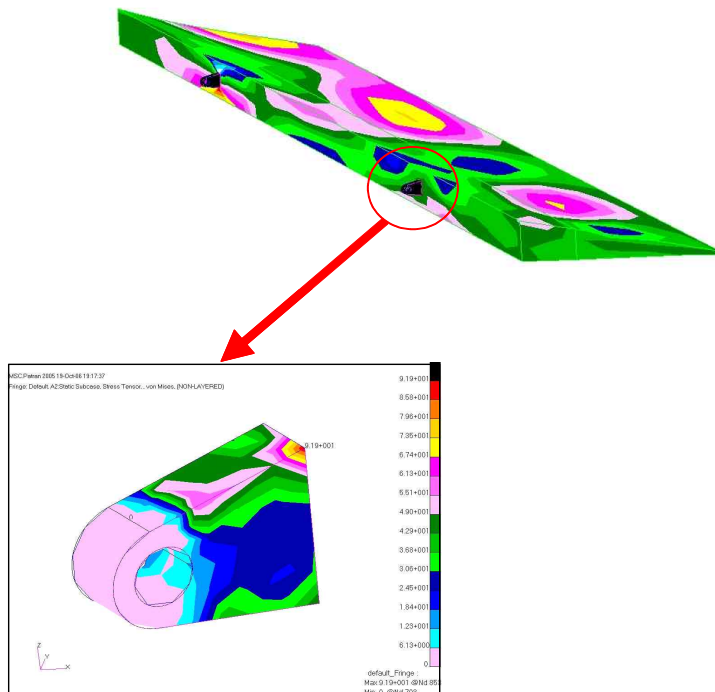 MSC.Patran 2005 19-Oct-06 19:17:37
Fringe: Default, A2:Static Subcase, Stress Tensor, , von Mises, (NON-LAYERED)
9.19+001
8.58+001
7.96+001
7.35+001
6.74+001
6.13+001
5.51+001
4.90+001
4.29+001
3.68+001
3.06+001
2.45+001
1.84+001
1.23+001
6.13+000
0
9.19+001
0
Z
Y
X
default_Fringe :
Max 9.19+001 @Nd 853
Min 0. @Nd 709